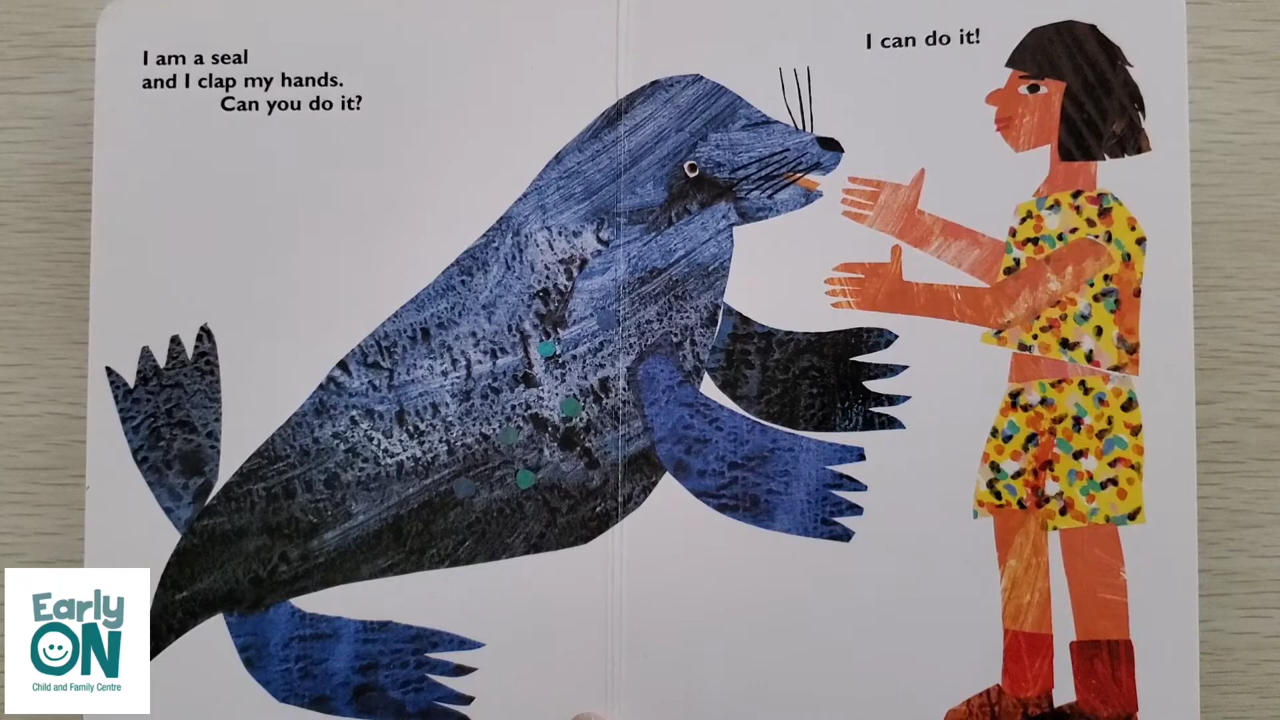 I am a seal
and I clap my hands.
Can you do it?
I can do it!
Early
ON
Child and Family Centre